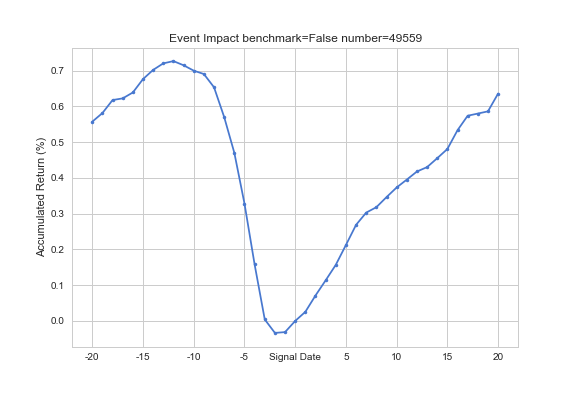 Event Impact benchmark=False number=49559
Accumulated Return (%)
0.7
0.6
0.5
0.4
0.3
0.2
0.1
0.0
-20 -15 -10 -5 Signal Date 5 10 15 20